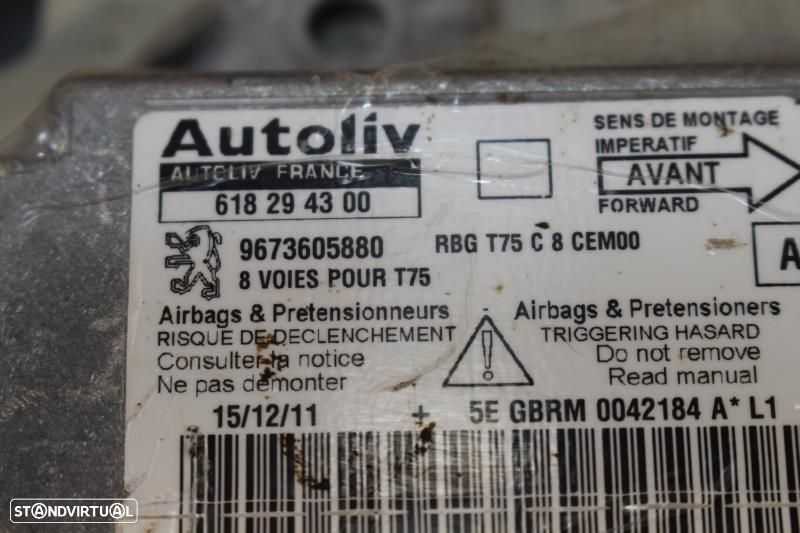 Autoliv
AUTOLIV FRANCE
618 29 43 00
SENS DE MONTAGE
IMPERATIF
AVANT
FORWARD
9673605880 RBG T75 C 8 CEM00
8 VOIES POUR T75
A
Airbags & Pretensionneurs
RISQUE DE DECLENCHEMENT
Consulter la notice
Ne pas démonter
Airbags & Pretensioners
TRIGGERING HASARD
Do not remove
Read manual
15/12/11 + 5E GBRM 0042184 A* L1
STANDVIRTUAL